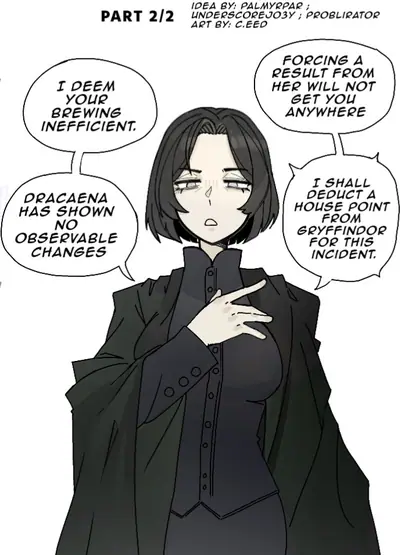 PART 2/2
IDEA BY: PALMYRPAR ;
UNDERSCOREJO3Y ; PROBLIRATOR
ART BY: C.EED
I DEEM
YOUR
BREWING
INEFFICIENT.
DRACAENA
HAS SHOWN
NO
OBSERVABLE
CHANGES
FORCING A
RESULT FROM
HER WILL NOT
GET YOU
ANYWHERE
I SHALL
DEDUCT A
HOUSE POINT
FROM
GRYFFINDOR
FOR THIS
INCIDENT.